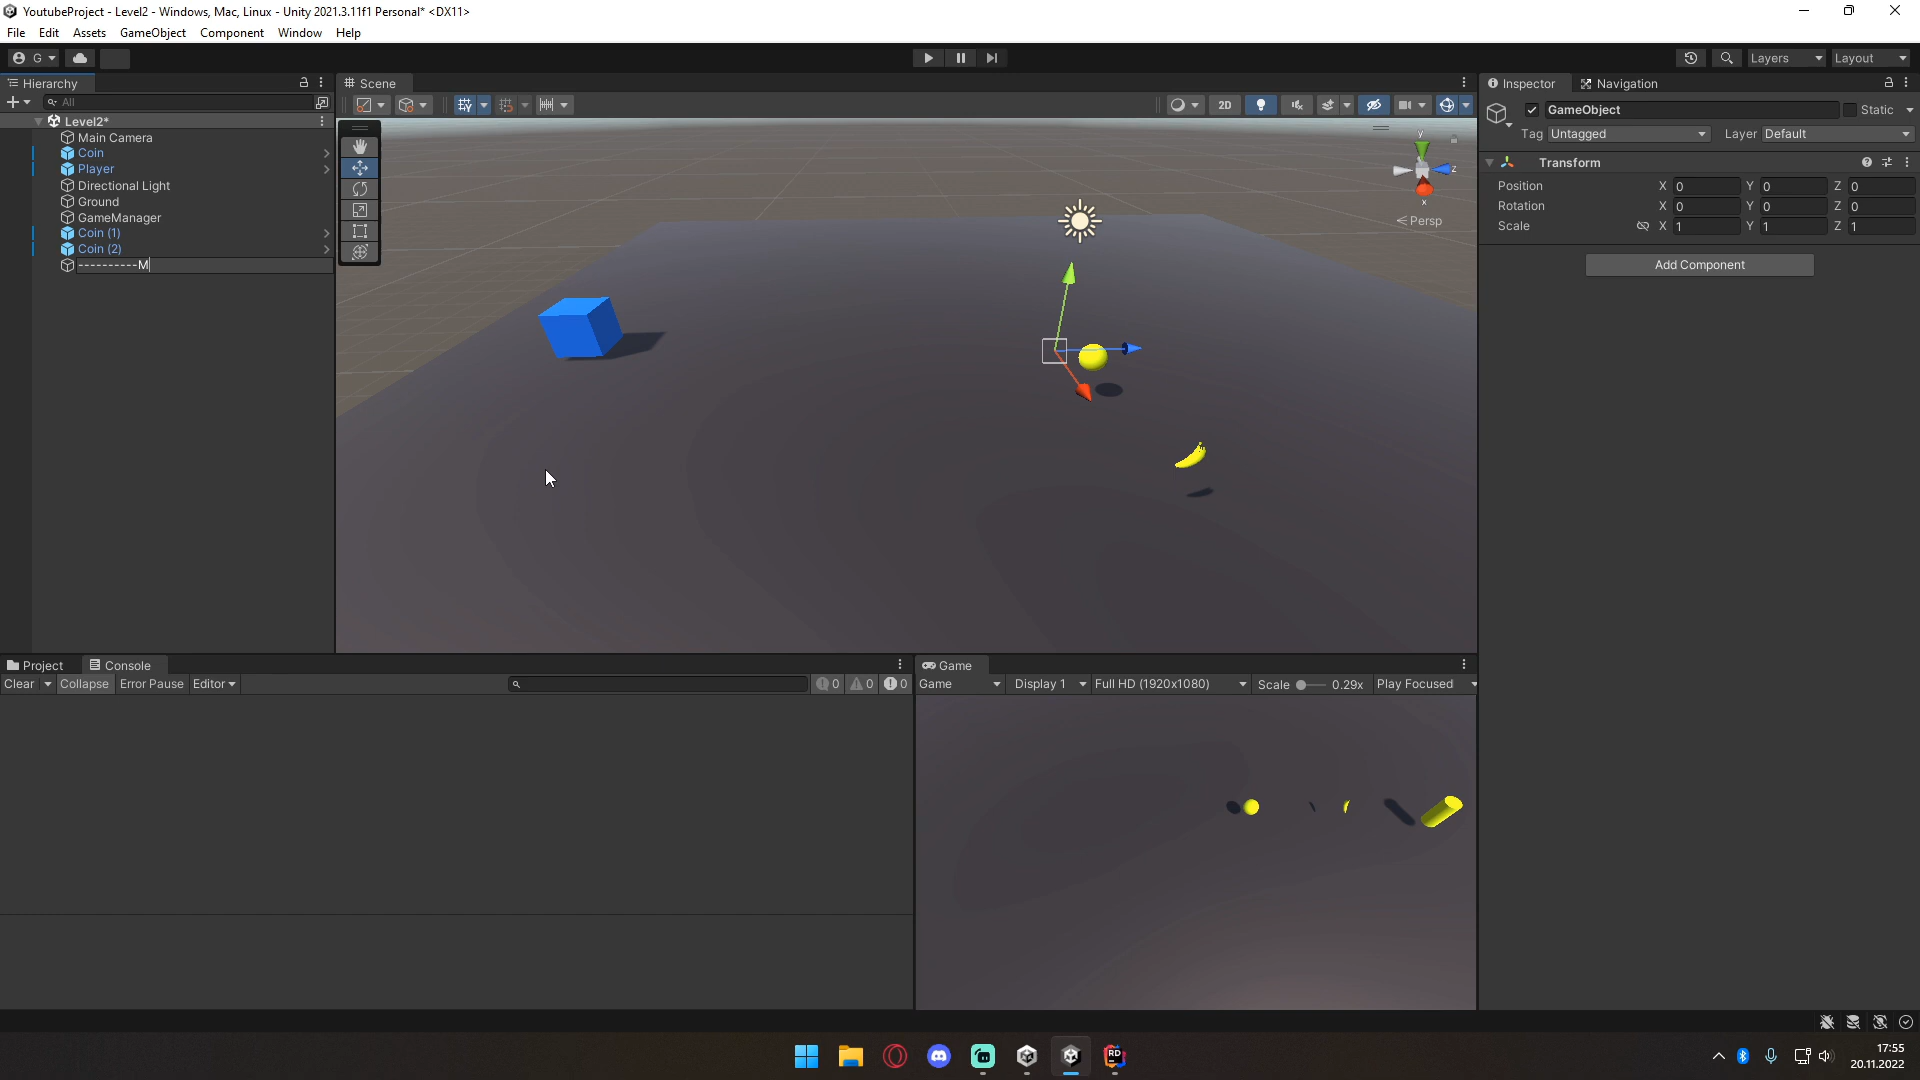 YoutubeProject - Level2 - Windows, Mac, Linux - Unity 2021.3.11f1 Personal* <DX11>
File Edit Assets GameObject Component Window Help
G Layers Layout
Hierarchy
All
Level2*
Main Camera
Coin
Player
Directional Light
Ground
GameManager
Coin (1)
Coin (2)
----------M
Scene
2D
y
z
x
Persp
Inspector Navigation
GameObject Static
Tag Untagged Layer Default
Transform
Position X 0 Y 0 Z 0
Rotation X 0 Y 0 Z 0
Scale X 1 Y 1 Z 1
Add Component
Project Console
Clear Collapse Error Pause Editor 0 0 0
Game
Game Display 1 Full HD (1920x1080) Scale 0.29x Play Focused
RD
17:55
20.11.2022